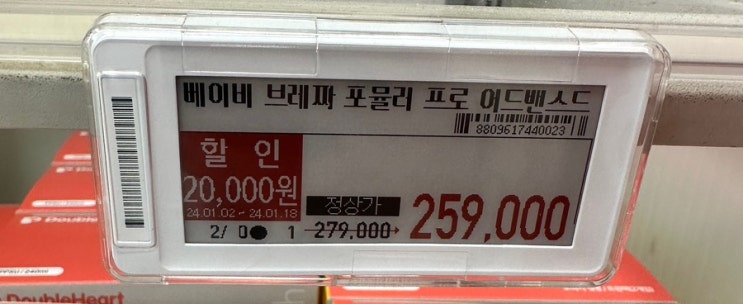 베이비 브레짜 포뮬러 프로 어드밴스드
8809617440023
할 인
20,000원
24.01.02 ~ 24.01.18
정상가
279,000
259,000
2/ 0● 1
DoubleHeart